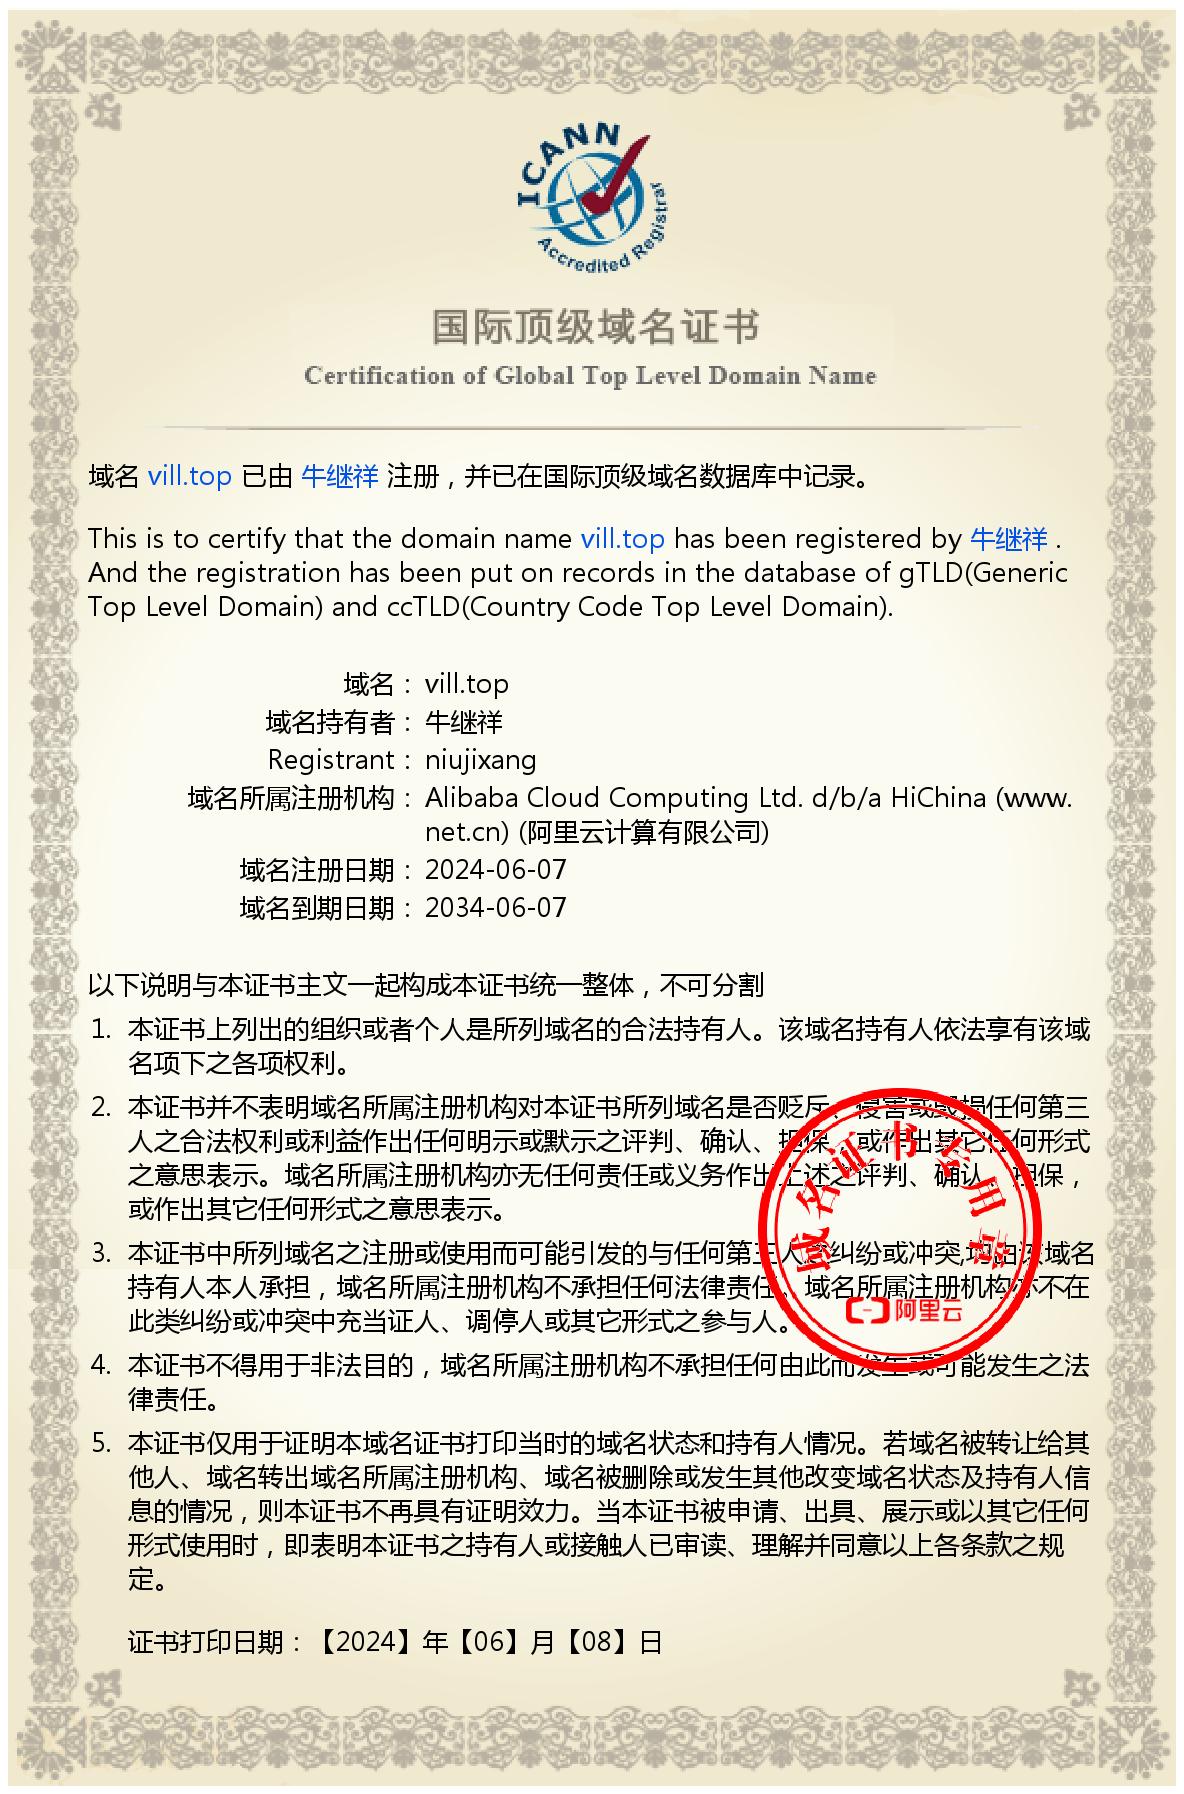 ICANN
Accredited Registrar
国际顶级域名证书
Certification of Global Top Level Domain Name
域名 vill.top 已由 牛继祥 注册，并已在国际顶级域名数据库中记录。
This is to certify that the domain name vill.top has been registered by 牛继祥 .
And the registration has been put on records in the database of gTLD(Generic
Top Level Domain) and ccTLD(Country Code Top Level Domain).
域名： vill.top
域名持有者： 牛继祥
Registrant： niujixang
域名所属注册机构： Alibaba Cloud Computing Ltd. d/b/a HiChina (www.
net.cn) (阿里云计算有限公司)
域名注册日期： 2024-06-07
域名到期日期： 2034-06-07
以下说明与本证书主文一起构成本证书统一整体，不可分割
1. 本证书上列出的组织或者个人是所列域名的合法持有人。该域名持有人依法享有该域
名项下之各项权利。
2. 本证书并不表明域名所属注册机构对本证书所列域名是否贬斥、侵害或毁损任何第三
人之合法权利或利益作出任何明示或默示之评判、确认、担保，或作出其它任何形式
之意思表示。域名所属注册机构亦无任何责任或义务作出上述之评判、确认、担保，
或作出其它任何形式之意思表示。
3. 本证书中所列域名之注册或使用而可能引发的与任何第三人之纠纷或冲突,均由该域名
持有人本人承担，域名所属注册机构不承担任何法律责任。域名所属注册机构亦不在
此类纠纷或冲突中充当证人、调停人或其它形式之参与人。
4. 本证书不得用于非法目的，域名所属注册机构不承担任何由此而发生或可能发生之法
律责任。
5. 本证书仅用于证明本域名证书打印当时的域名状态和持有人情况。若域名被转让给其
他人、域名转出域名所属注册机构、域名被删除或发生其他改变域名状态及持有人信
息的情况，则本证书不再具有证明效力。当本证书被申请、出具、展示或以其它任何
形式使用时，即表明本证书之持有人或接触人已审读、理解并同意以上各条款之规
定。
域名证书公用章
阿里云
证书打印日期：【2024】年【06】月【08】日